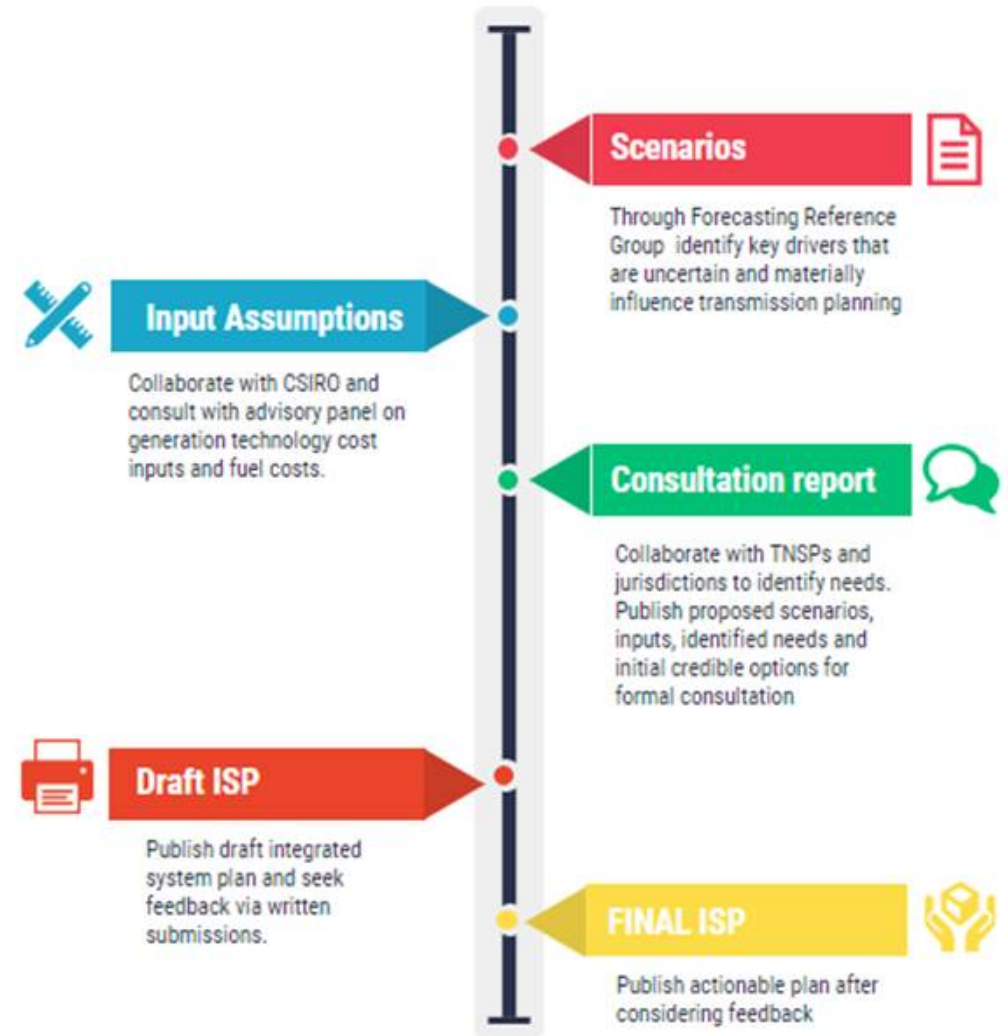 Scenarios
Through Forecasting Reference
Group identify key drivers that
are uncertain and materially
influence transmission planning
Input Assumptions
Collaborate with CSIRO and
consult with advisory panel on
generation technology cost
inputs and fuel costs.
Consultation report
Collaborate with TNSPs and
jurisdictions to identify needs.
Publish proposed scenarios,
inputs, identified needs and
initial credible options for
formal consultation
Draft ISP
Publish draft integrated
system plan and seek
feedback via written
submissions.
FINAL ISP
Publish actionable plan after
considering feedback